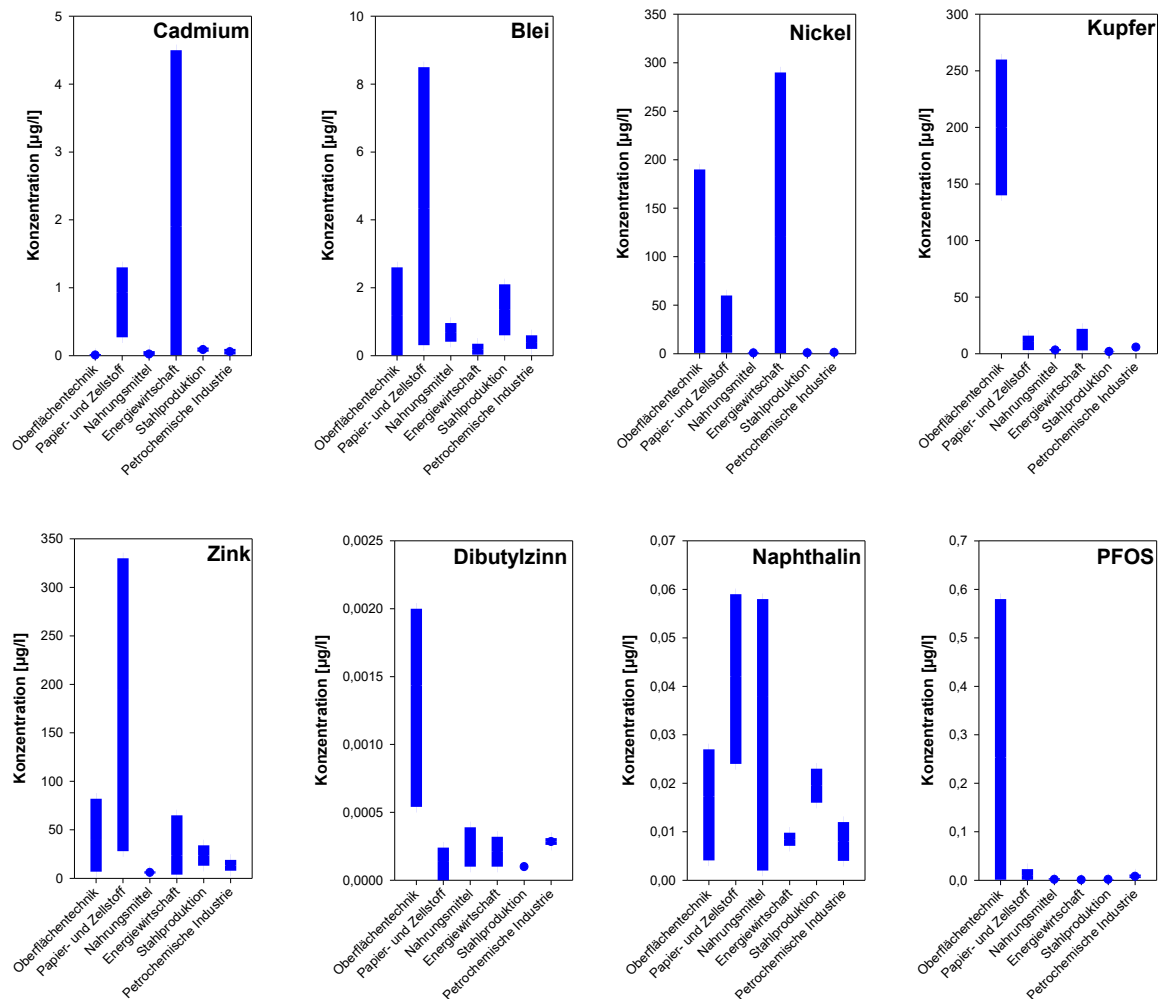 Cadmium
Konzentration [µg/l]
5
4
3
2
1
0
Oberflächentechnik
Papier- und Zellstoff
Nahrungsmittel
Energiewirtschaft
Stahlproduktion
Petrochemische Industrie
Blei
Konzentration [µg/l]
10
8
6
4
2
0
Oberflächentechnik
Papier- und Zellstoff
Nahrungsmittel
Energiewirtschaft
Stahlproduktion
Petrochemische Industrie
Nickel
Konzentration [µg/l]
350
300
250
200
150
100
50
0
Oberflächentechnik
Papier- und Zellstoff
Nahrungsmittel
Energiewirtschaft
Stahlproduktion
Petrochemische Industrie
Kupfer
Konzentration [µg/l]
300
250
200
150
100
50
0
Oberflächentechnik
Papier- und Zellstoff
Nahrungsmittel
Energiewirtschaft
Stahlproduktion
Petrochemische Industrie
Zink
Konzentration [µg/l]
350
300
250
200
150
100
50
0
Oberflächentechnik
Papier- und Zellstoff
Nahrungsmittel
Energiewirtschaft
Stahlproduktion
Petrochemische Industrie
Dibutylzinn
Konzentration [µg/l]
0,0025
0,0020
0,0015
0,0010
0,0005
0,0000
Oberflächentechnik
Papier- und Zellstoff
Nahrungsmittel
Energiewirtschaft
Stahlproduktion
Petrochemische Industrie
Naphthalin
Konzentration [µg/l]
0,07
0,06
0,05
0,04
0,03
0,02
0,01
0,00
Oberflächentechnik
Papier- und Zellstoff
Nahrungsmittel
Energiewirtschaft
Stahlproduktion
Petrochemische Industrie
PFOS
Konzentration [µg/l]
0,7
0,6
0,5
0,4
0,3
0,2
0,1
0,0
Oberflächentechnik
Papier- und Zellstoff
Nahrungsmittel
Energiewirtschaft
Stahlproduktion
Petrochemische Industrie